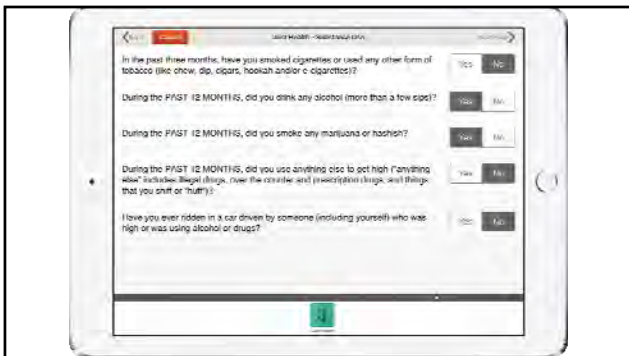 In the past three months, have you smoked cigarettes or used any other form of
tobacco (like chew, dip, cigars, hookah and/or e-cigarettes)?
Yes No
During the PAST 12 MONTHS, did you drink any alcohol (more than a few sips)?
Yes No
During the PAST 12 MONTHS, did you smoke any marijuana or hashish?
Yes No
During the PAST 12 MONTHS, did you use anything else to get high ("anything
else" includes illegal drugs, over the counter and prescription drugs, and things
that you sniff or "huff")?
Yes No
Have you ever ridden in a car driven by someone (including yourself) who was
high or was using alcohol or drugs?
Yes No